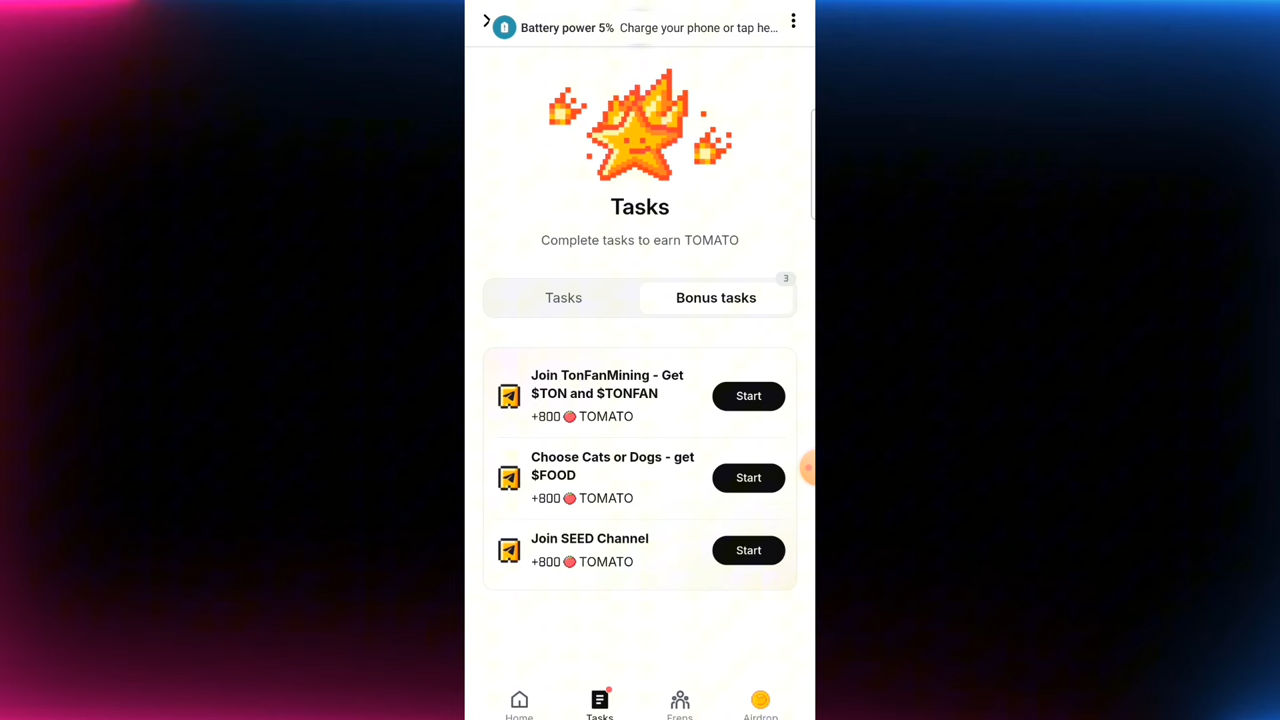 Battery power 5% Charge your phone or tap he...
Tasks
Complete tasks to earn TOMATO
3
Tasks
Bonus tasks
Join TonFanMining - Get
$TON and $TONFAN
+800 TOMATO
Start
Choose Cats or Dogs - get
$FOOD
+800 TOMATO
Start
Join SEED Channel
+800 TOMATO
Start
Home
Tasks
Frens
Airdrop